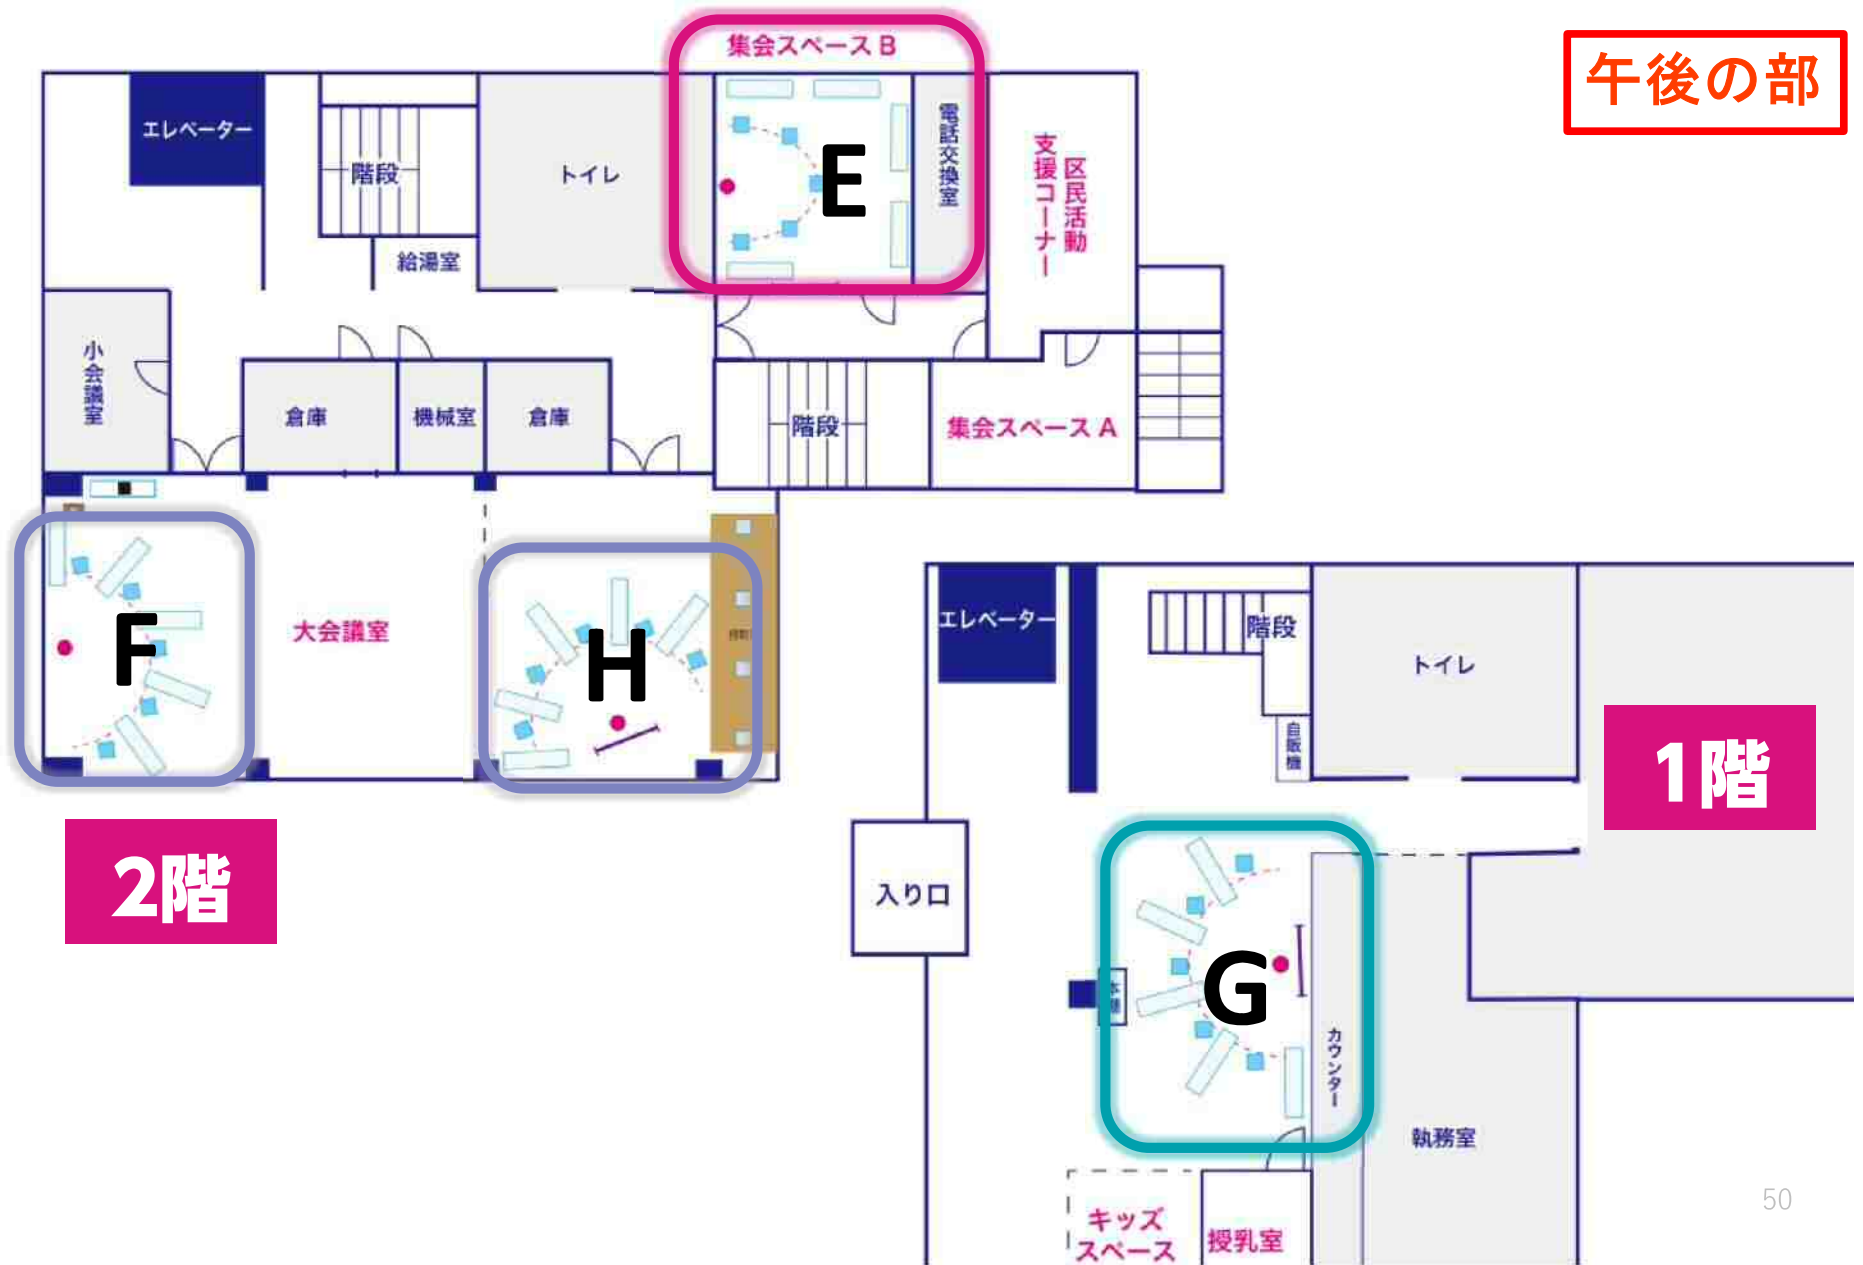 午後の部
集会スペース B
エレベーター
階段
トイレ
E
電話交換室
区民活動
支援コーナー
給湯室
小会議室
倉庫
機械室
倉庫
階段
集会スペース A
F
大会議室
H
2階
エレベーター
階段
トイレ
自販機
1階
入り口
G
カウンター
執務室
キッズ
スペース
授乳室
50